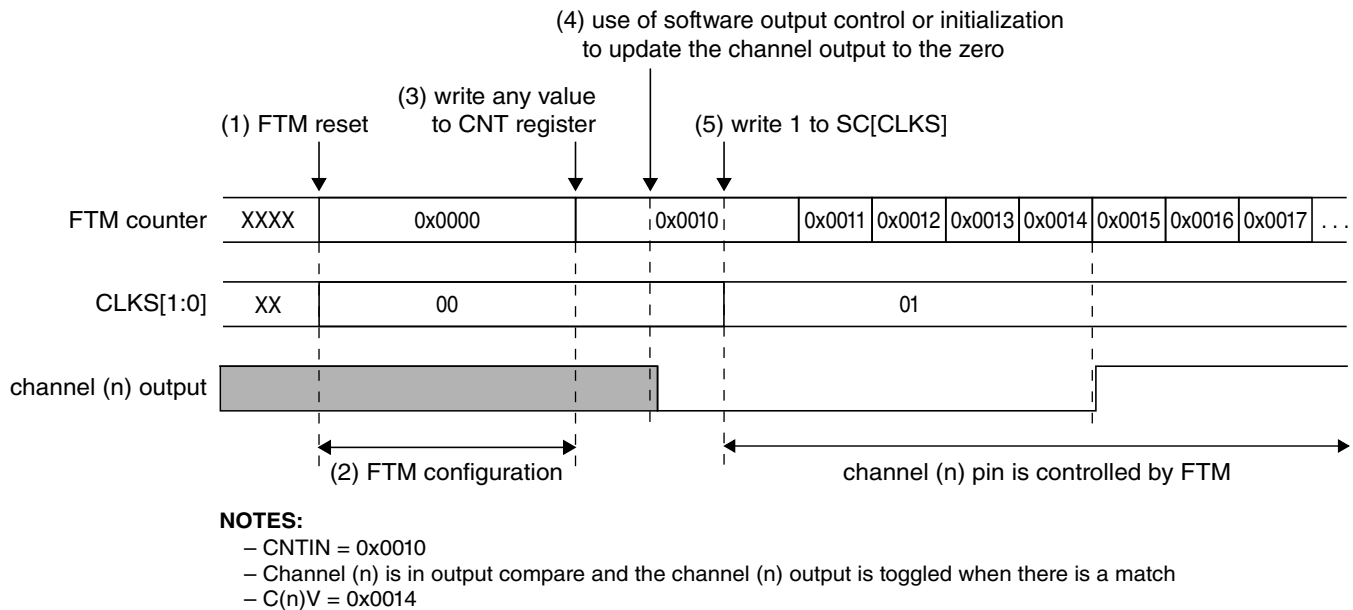 (4) use of software output control or initialization
to update the channel output to the zero
(3) write any value
to CNT register
(1) FTM reset
(5) write 1 to SC[CLKS]
FTM counter XXXX 0x0000 0x0010 0x0011 0x0012 0x0013 0x0014 0x0015 0x0016 0x0017 . . .
CLKS[1:0] XX 00 01
channel (n) output
(2) FTM configuration
channel (n) pin is controlled by FTM
NOTES:
– CNTIN = 0x0010
– Channel (n) is in output compare and the channel (n) output is toggled when there is a match
– C(n)V = 0x0014